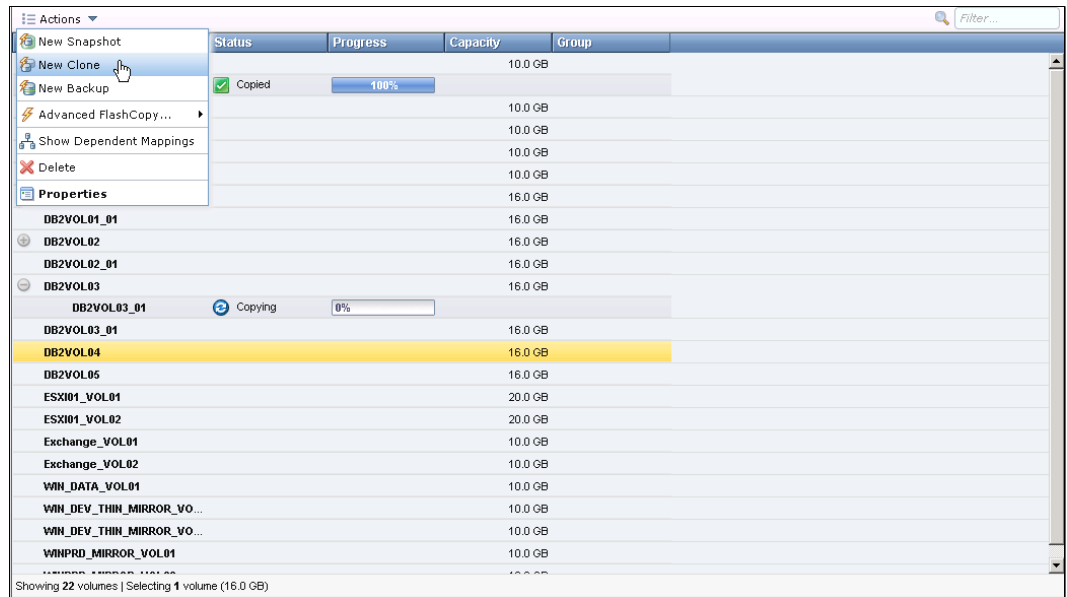 Actions
Filter...
New Snapshot
New Clone
New Backup
Advanced FlashCopy...
Show Dependent Mappings
Delete
Properties
Status Progress Capacity Group
10.0 GB
Copied 100%
10.0 GB
10.0 GB
10.0 GB
10.0 GB
16.0 GB
DB2VOL01_01 16.0 GB
DB2VOL02 16.0 GB
DB2VOL02_01 16.0 GB
DB2VOL03 16.0 GB
DB2VOL03_01 Copying 0%
DB2VOL03_01 16.0 GB
DB2VOL04 16.0 GB
DB2VOL05 16.0 GB
ESXI01_VOL01 20.0 GB
ESXI01_VOL02 20.0 GB
Exchange_VOL01 10.0 GB
Exchange_VOL02 10.0 GB
WIN_DATA_VOL01 10.0 GB
WIN_DEV_THIN_MIRROR_VO... 10.0 GB
WIN_DEV_THIN_MIRROR_VO... 10.0 GB
WINPRD_MIRROR_VOL01 10.0 GB
Showing 22 volumes | Selecting 1 volume (16.0 GB)